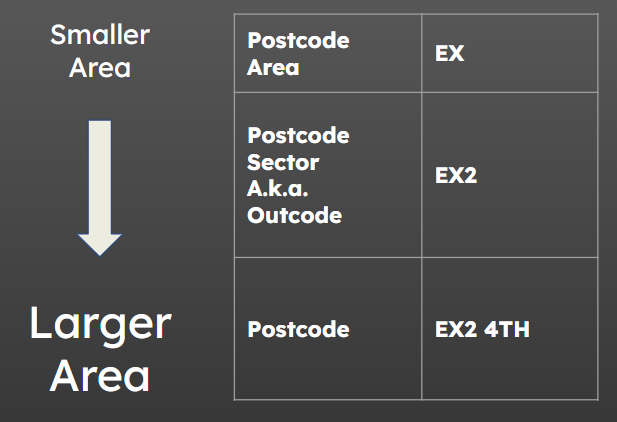 Smaller
Area
Postcode
Area
EX
Postcode
Sector
A.k.a.
Outcode
EX2
Larger
Area
Postcode
EX2 4TH